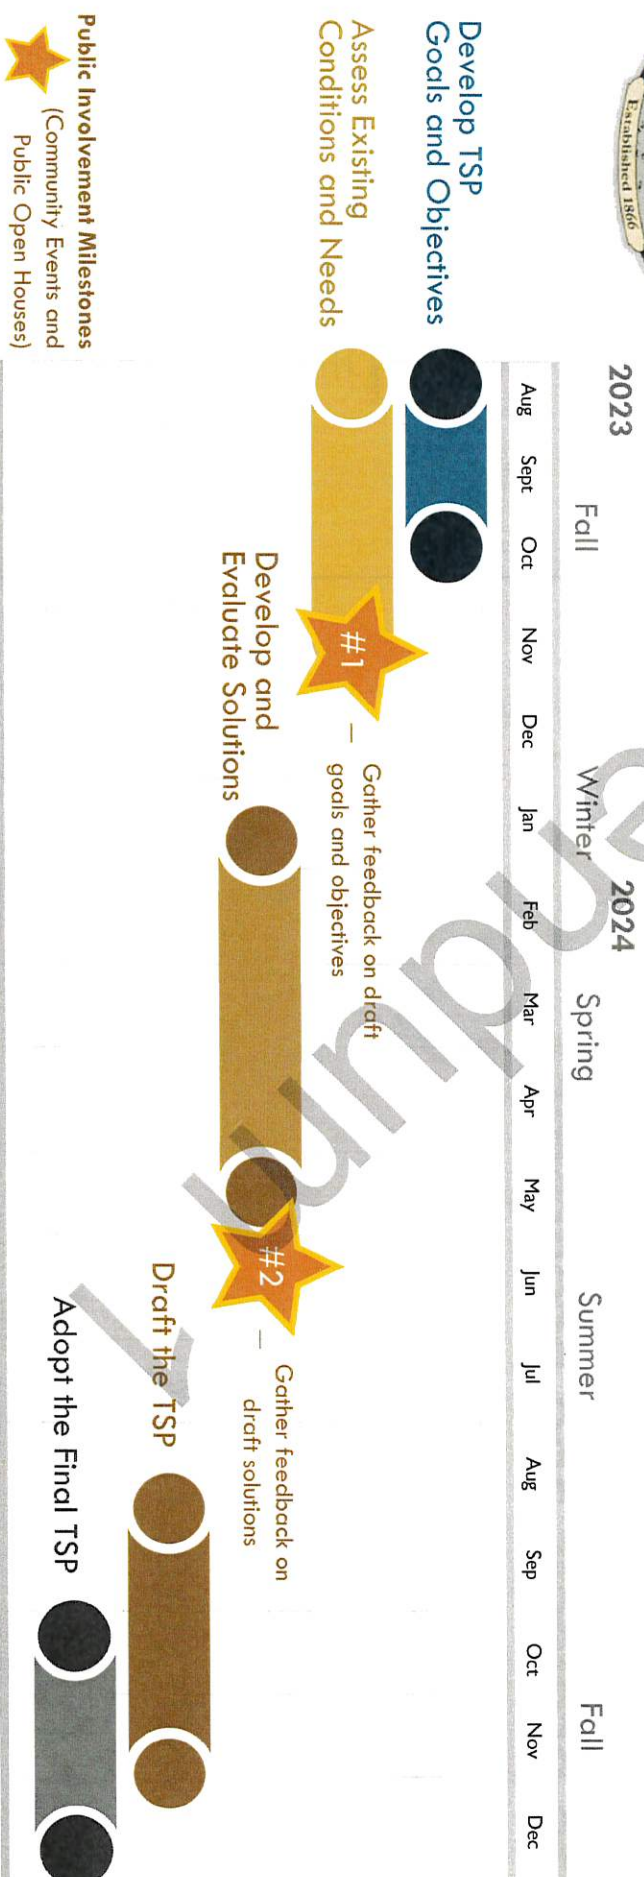 Established 1866
2023
2024
Fall
Winter
Spring
Summer
Fall
Aug Sept Oct Nov Dec Jan Feb Mar Apr May Jun Jul Aug Sep Oct Nov Dec
Develop TSP
Goals and Objectives
Assess Existing
Conditions and Needs
#1
— Gather feedback on draft
goals and objectives
Develop and
Evaluate Solutions
#2
— Gather feedback on
draft solutions
Draft the TSP
Adopt the Final TSP
Public Involvement Milestones
(Community Events and
Public Open Houses)